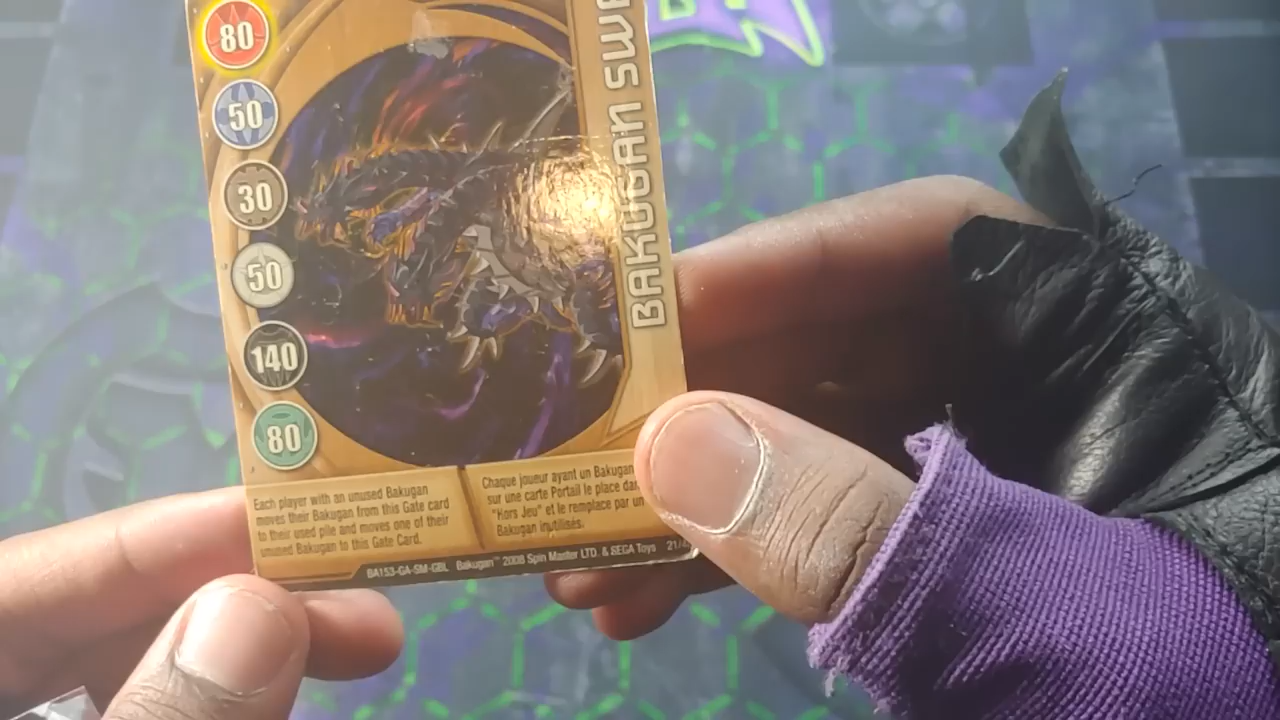 80
50
30
50
140
80
BAKUGAN SWA
Each player with an unused Bakugan
moves their Bakugan from this Gate card
to their used pile and moves one of their
unused Bakugan to this Gate Card.
Chaque joueur ayant un Bakugan
sur une carte Portail le place
"Hors Jeu" et le remplace par un
Bakugan inutilisés.
BA153-GA-SM-GBL Bakugan™ 2008 Spin Master LTD. & SEGA Toys